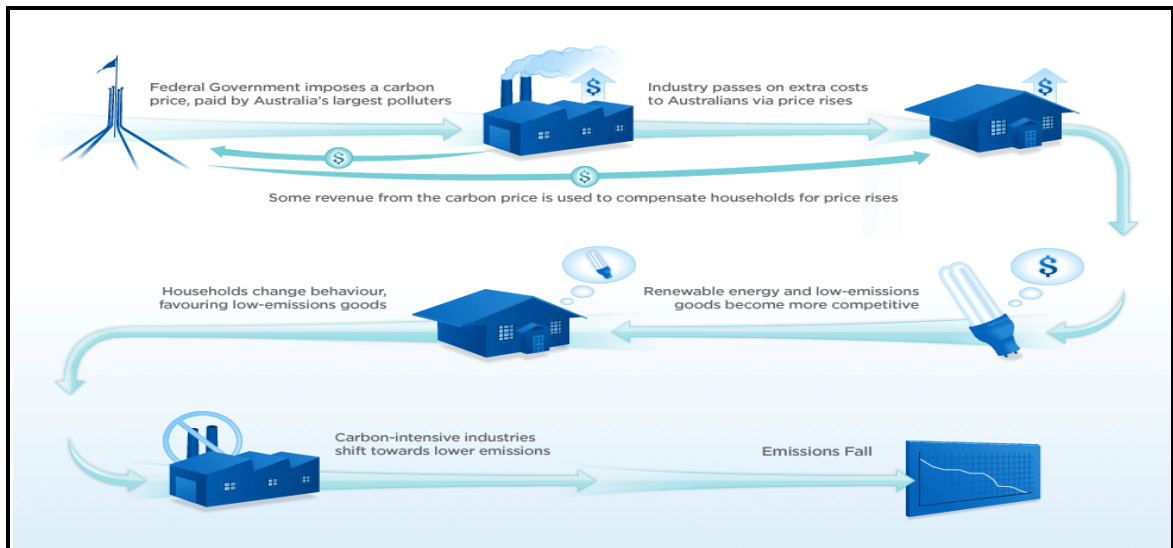 Federal Government imposes a carbon
price, paid by Australia's largest polluters
$
Industry passes on extra costs
to Australians via price rises
$
$
$
Some revenue from the carbon price is used to compensate households for price rises
Households change behaviour,
favouring low-emissions goods
Renewable energy and low-emissions
goods become more competitive
$
Carbon-intensive industries
shift towards lower emissions
Emissions Fall